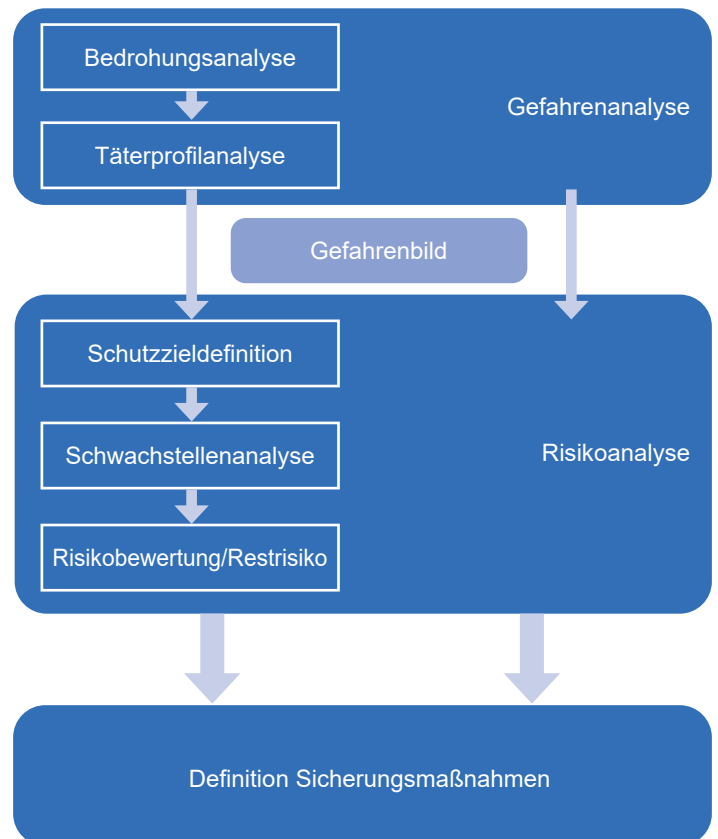 Bedrohungsanalyse
Täterprofilanalyse
Gefahrenanalyse
Gefahrenbild
Schutzzieldefinition
Schwachstellenanalyse
Risikoanalyse
Risikobewertung/Restrisiko
Definition Sicherungsmaßnahmen